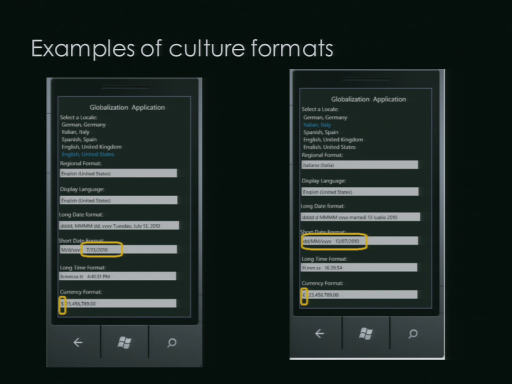 Examples of culture formats
Globalization Application
Select a Locale:
German, Germany
Italian, Italy
Spanish, Spain
English, United Kingdom
English, United States
Regional Format:
English (United States)
Display Language:
English (United States)
Long Date format:
dddd, MMMM dd, yyyy Tuesday, July 13, 2010
Short Date Format:
M/d/yyyy 7/13/2010
Long Time Format:
h:mm:ss tt 4:40:31 PM
Currency Format:
$ 23,456,789.00
Globalization Application
Select a Locale:
German, Germany
Italian, Italy
Spanish, Spain
English, United Kingdom
English, United States
Regional Format:
italiano (Italia)
Display Language:
English (United States)
Long Date format:
dddd d MMMM yyyy martedì 13 luglio 2010
Short Date Format:
dd/MM/yyyy 13/07/2010
Long Time Format:
H.mm.ss 16.39.54
Currency Format:
23.456.789,00